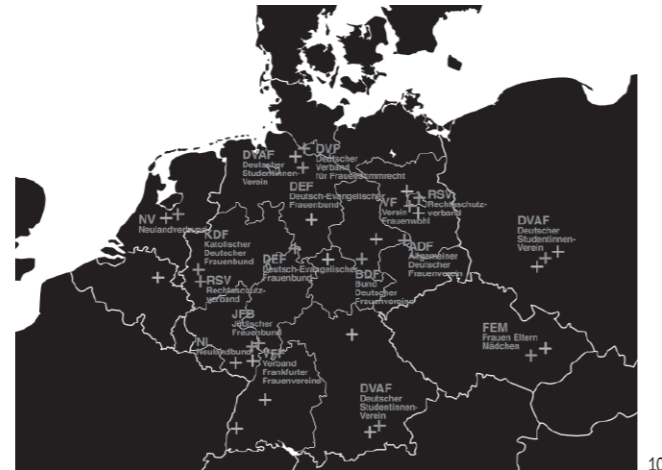 DVF
Deutscher
Verband
für Frauenstimmrecht
DVAF
Deutscher
Studentinnen-
Verein
DEF
Deutsch-Evangelischer
Frauenbund
VF
Verein
Frauenwohl
RSV
Rechtsschutz-
verband
NV
Neulandverbund
KDF
Katolischer
Deutscher
Frauenbund
DVAF
Deutscher
Studentinnen-
Verein
DEF
Deutsch-Evangelischer
Frauenbund
BDF
Bund
Deutscher
Frauenvereine
ADF
Allgemeiner
Deutscher
Frauenverein
RSV
Rechtsschutz-
verband
JFB
Jüdischer
Frauenbund
NL
Neulandbund
Verband
Frankfurter
Frauenvereine
FEM
Frauen Eltern
Mädchen
DVAF
Deutscher
Studentinnen-
Verein
10